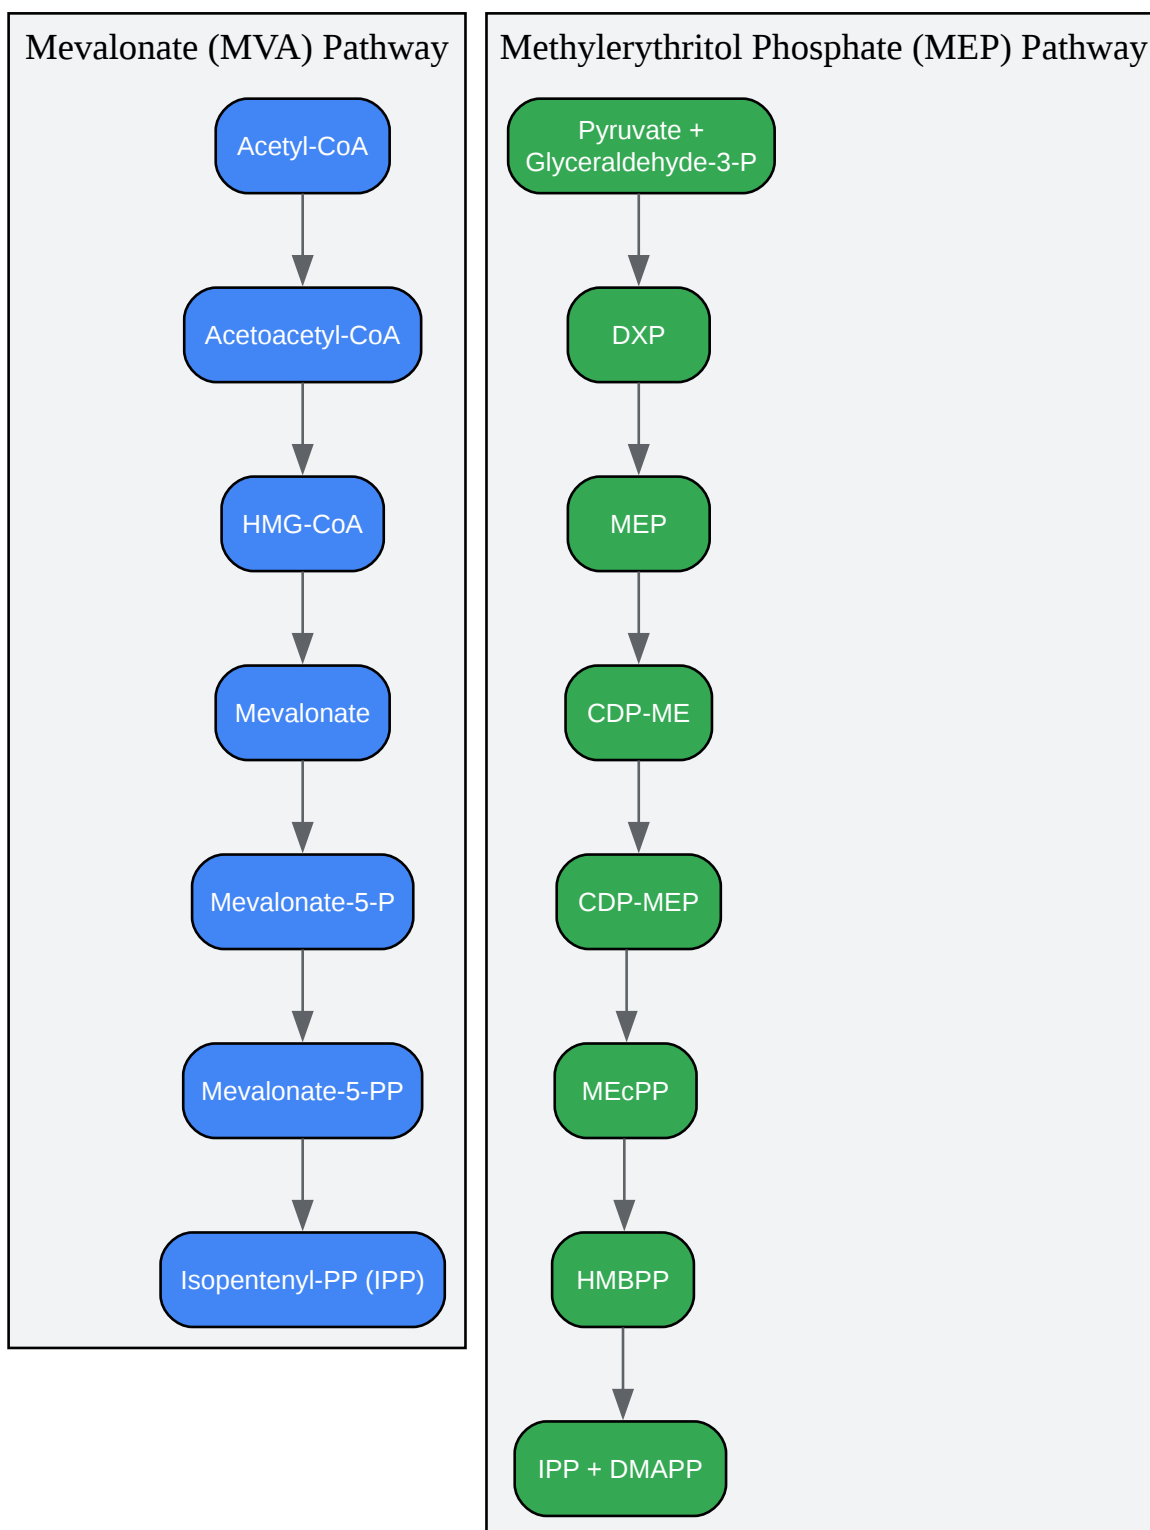 Mevalonate (MVA) Pathway
Acetyl-CoA
Acetoacetyl-CoA
HMG-CoA
Mevalonate
Mevalonate-5-P
Mevalonate-5-PP
Isopentenyl-PP (IPP)
Methylerythritol Phosphate (MEP) Pathway
Pyruvate +
Glyceraldehyde-3-P
DXP
MEP
CDP-ME
CDP-MEP
MEcPP
HMBPP
IPP + DMAPP